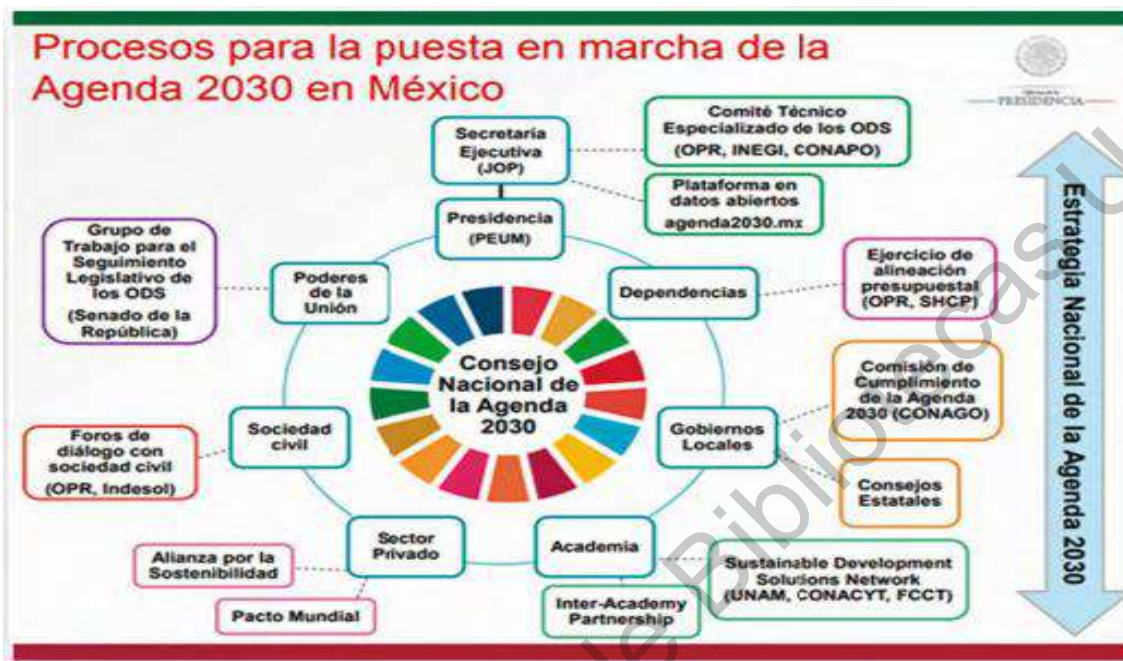 Procesos para la puesta en marcha de la
Agenda 2030 en México
PRESIDENCIA
Secretaría
Ejecutiva
(JOP)
Comité Técnico
Especializado de los ODS
(OPR, INEGI, CONAPO)
Plataforma en
datos abiertos
agenda2030.mx
Presidencia
(PEUM)
Grupo de
Trabajo para el
Seguimiento
Legislativo de
los ODS
(Senado de la
República)
Poderes
de la
Unión
Dependencias
Ejercicio de
alineación
presupuestal
(OPR, SHCP)
Consejo
Nacional de
la Agenda
2030
Comisión de
Cumplimiento
de la Agenda
2030 (CONAGO)
Gobiernos
Locales
Consejos
Estatales
Sociedad
civil
Foros de
diálogo con
sociedad civil
(OPR, Indesol)
Sector
Privado
Alianza por la
Sostenibilidad
Pacto Mundial
Academia
Inter-Academy
Partnership
Sustainable Development
Solutions Network
(UNAM, CONACYT, FCCT)
Estrategia Nacional de la Agenda 2030
de Bibliotecas U